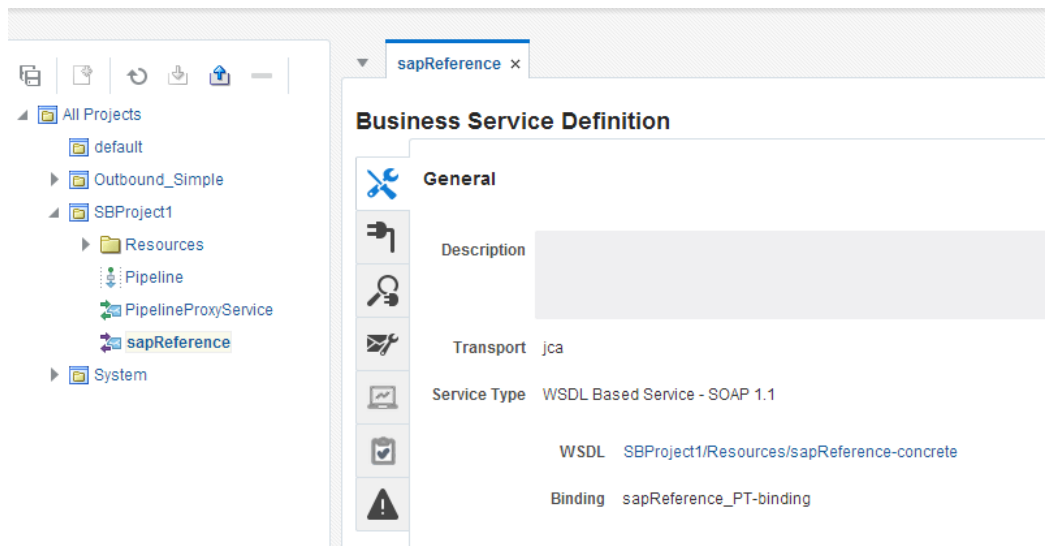 sapReference ×
All Projects
default
Outbound_Simple
SBProject1
Resources
Pipeline
PipelineProxyService
sapReference
System
Business Service Definition
General
Description
Transport jca
Service Type WSDL Based Service - SOAP 1.1
WSDL SBProject1/Resources/sapReference-concrete
Binding sapReference_PT-binding